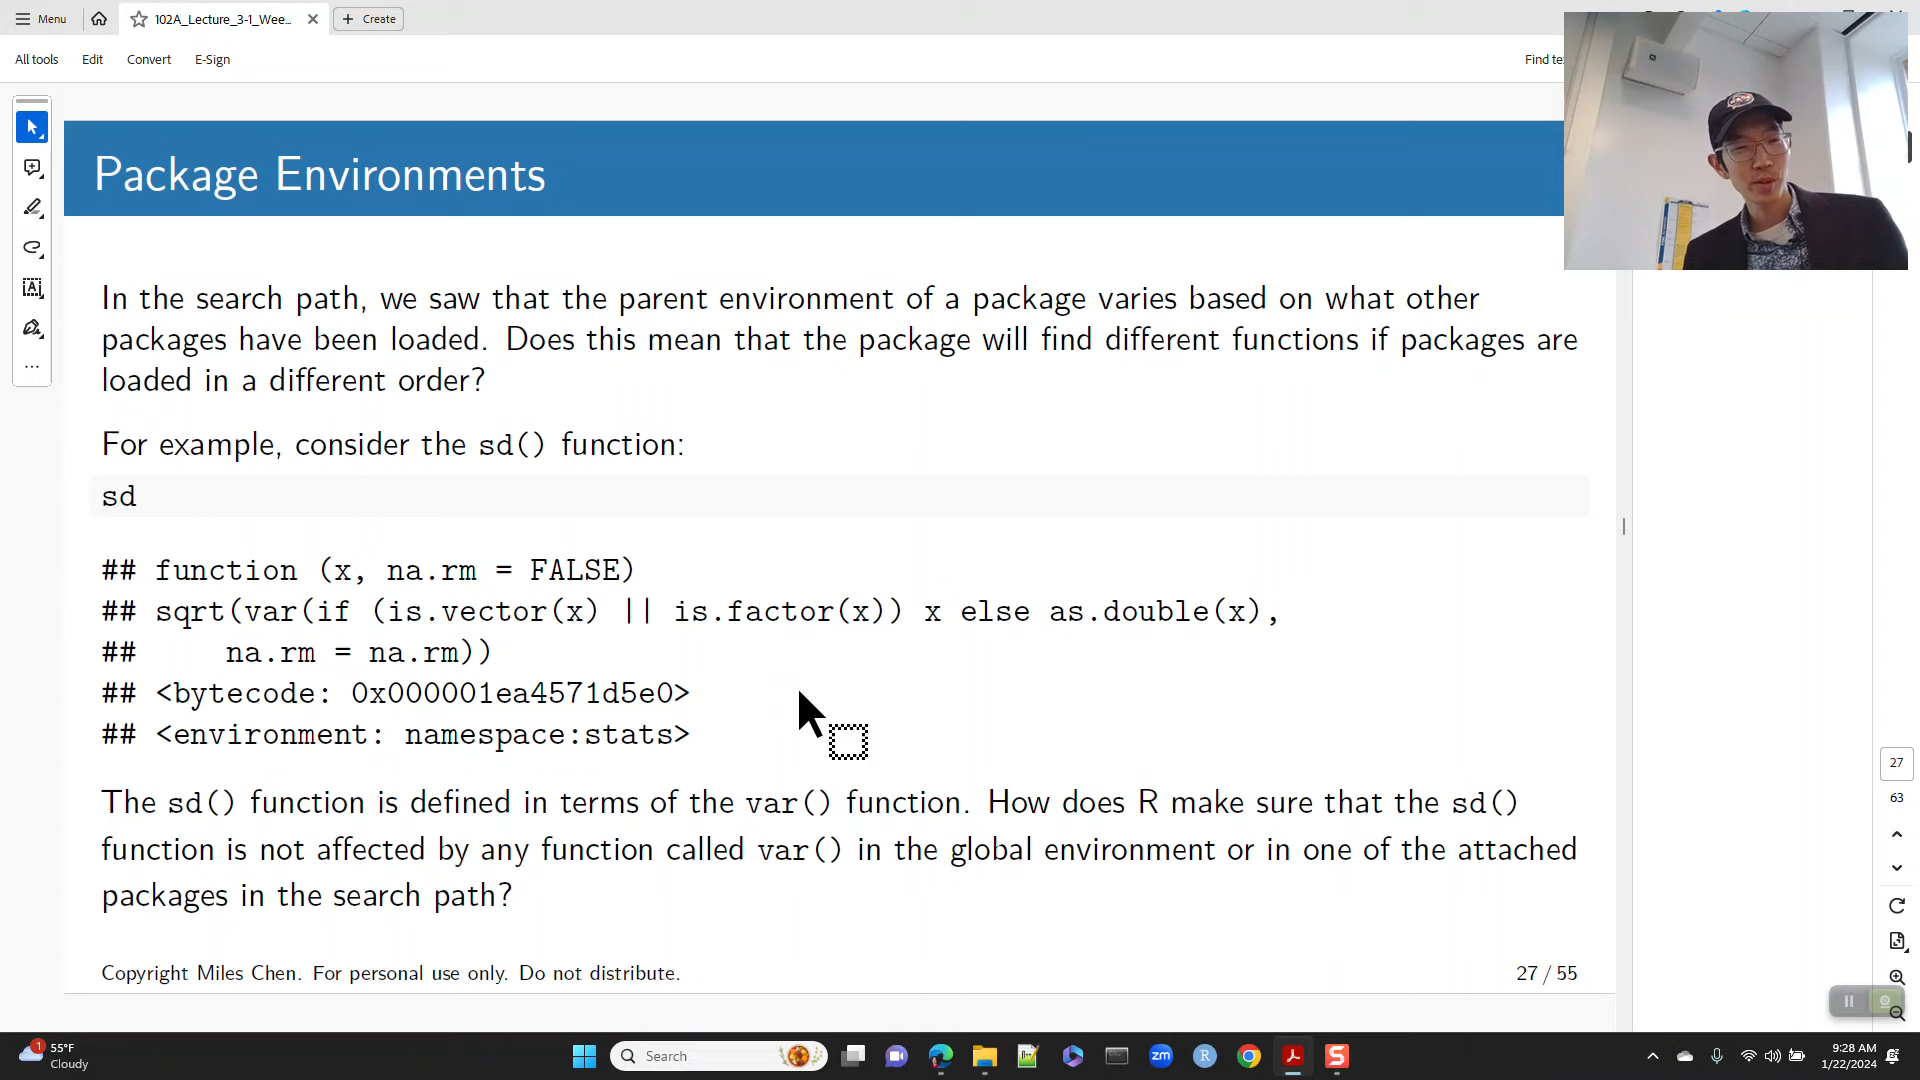 Menu
102A_Lecture_3-1_Wee...
Create
All tools
Edit
Convert
E-Sign
Find te
Package Environments
In the search path, we saw that the parent environment of a package varies based on what other
packages have been loaded. Does this mean that the package will find different functions if packages are
loaded in a different order?
For example, consider the sd() function:
sd
## function (x, na.rm = FALSE)
## sqrt(var(if (is.vector(x) || is.factor(x)) x else as.double(x),
##     na.rm = na.rm))
## <bytecode: 0x000001ea4571d5e0>
## <environment: namespace:stats>
The sd() function is defined in terms of the var() function. How does R make sure that the sd()
function is not affected by any function called var() in the global environment or in one of the attached
packages in the search path?
Copyright Miles Chen. For personal use only. Do not distribute.
27 / 55
27
63
1
55°F
Cloudy
Search
zm
R
S
9:28 AM
1/22/2024